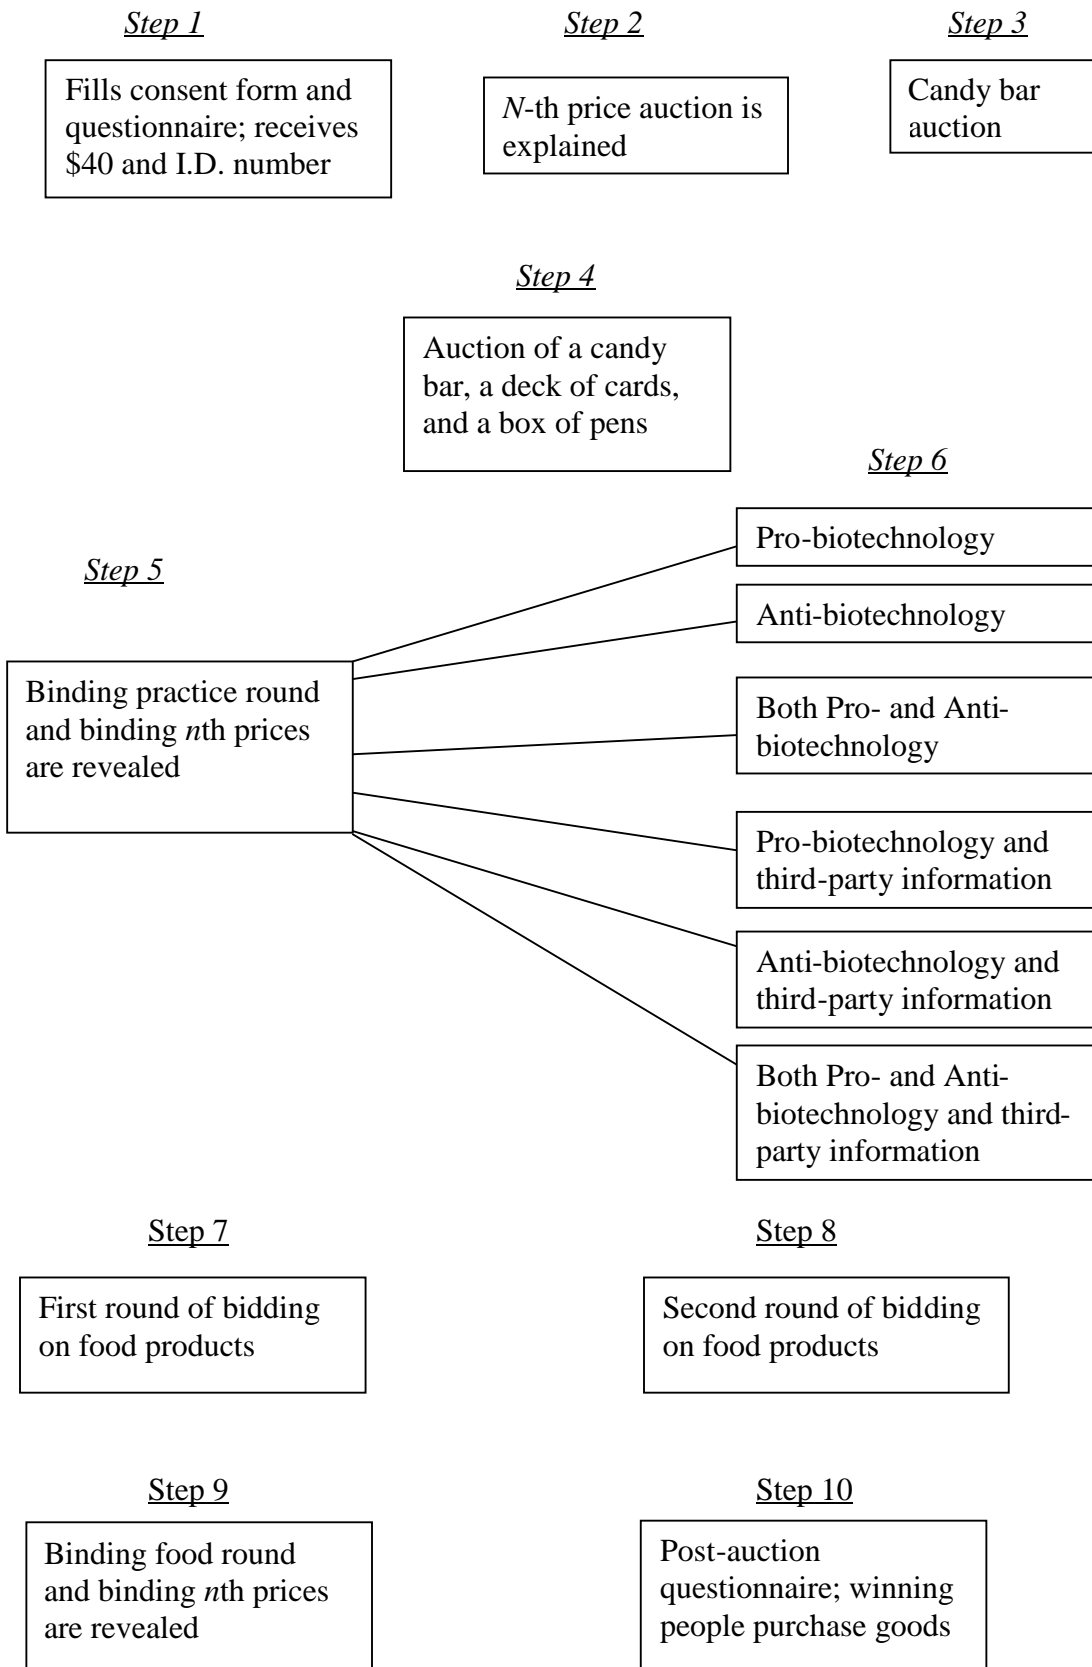 Step 1
Fills consent form and
questionnaire; receives
$40 and I.D. number
Step 2
N-th price auction is
explained
Step 3
Candy bar
auction
Step 4
Auction of a candy
bar, a deck of cards,
and a box of pens
Step 5
Binding practice round
and binding nth prices
are revealed
Step 6
Pro-biotechnology
Anti-biotechnology
Both Pro- and Anti-
biotechnology
Pro-biotechnology and
third-party information
Anti-biotechnology and
third-party information
Both Pro- and Anti-
biotechnology and third-
party information
Step 7
First round of bidding
on food products
Step 8
Second round of bidding
on food products
Step 9
Binding food round
and binding nth prices
are revealed
Step 10
Post-auction
questionnaire; winning
people purchase goods